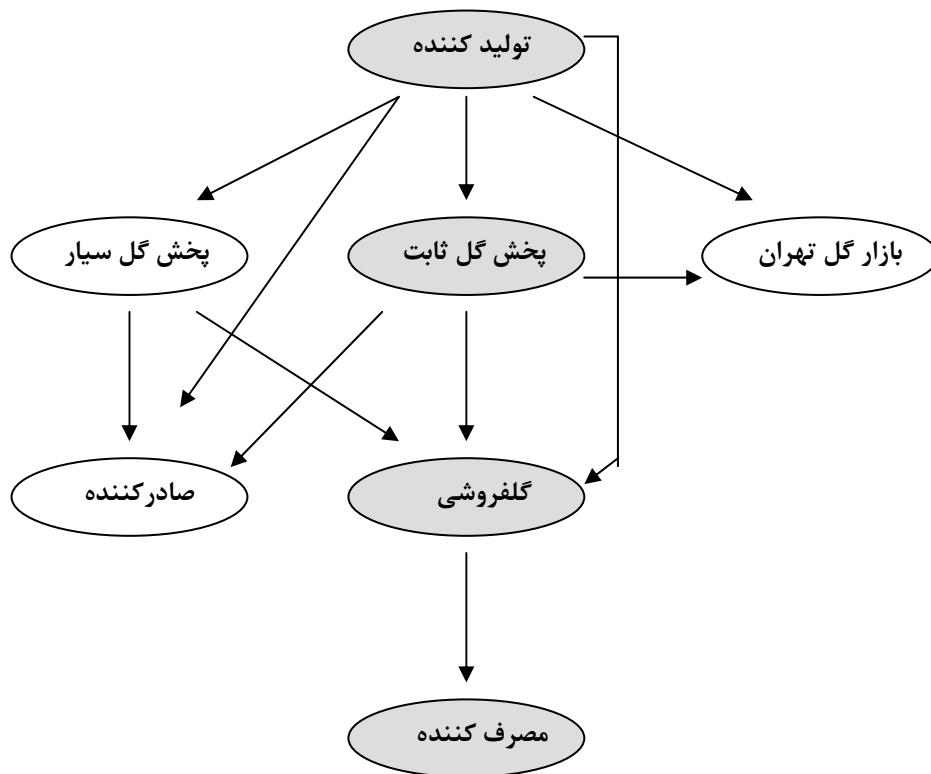 تولید کننده
بازار گل تهران
پخش گل ثابت
پخش گل سیار
گلفروشی
صادرکننده
مصرف کننده